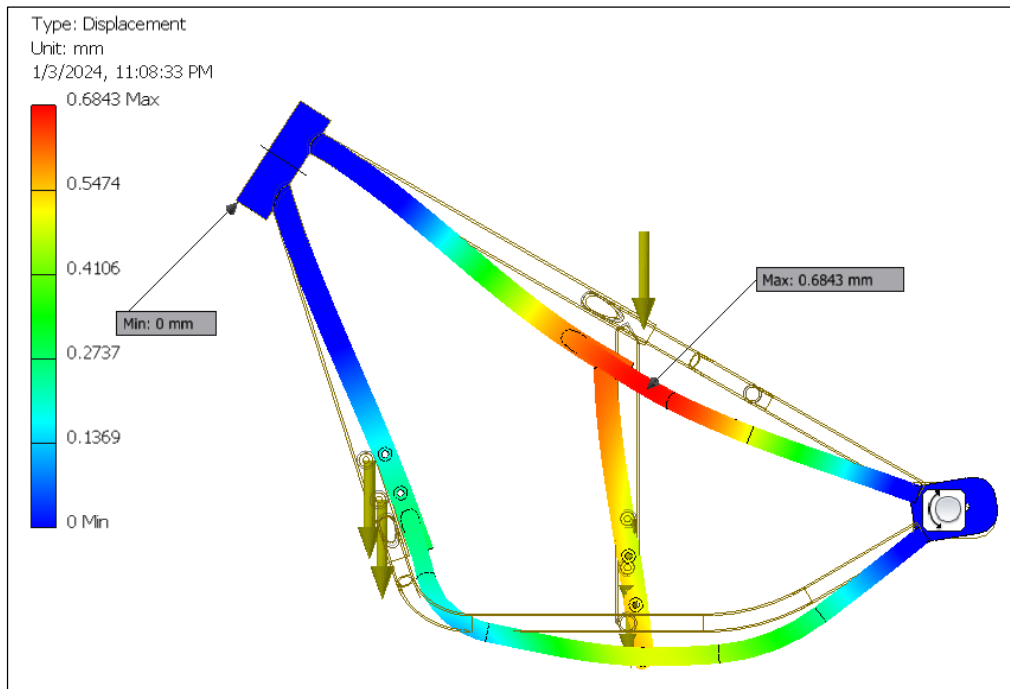 Type: Displacement
Unit: mm
1/3/2024, 11:08:33 PM
0.6843 Max
0.5474
0.4106
0.2737
0.1369
0 Min
Min: 0 mm
Max: 0.6843 mm